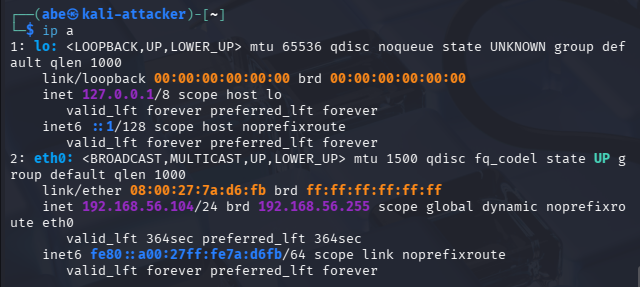 ┌──(abe㉿kali-attacker)-[~]
└─$ ip a
1: lo: <LOOPBACK,UP,LOWER_UP> mtu 65536 qdisc noqueue state UNKNOWN group def
ault qlen 1000
    link/loopback 00:00:00:00:00:00 brd 00:00:00:00:00:00
    inet 127.0.0.1/8 scope host lo
       valid_lft forever preferred_lft forever
    inet6 ::1/128 scope host noprefixroute
       valid_lft forever preferred_lft forever
2: eth0: <BROADCAST,MULTICAST,UP,LOWER_UP> mtu 1500 qdisc fq_codel state UP g
roup default qlen 1000
    link/ether 08:00:27:7a:d6:fb brd ff:ff:ff:ff:ff:ff
    inet 192.168.56.104/24 brd 192.168.56.255 scope global dynamic noprefixro
ute eth0
       valid_lft 364sec preferred_lft 364sec
    inet6 fe80::a00:27ff:fe7a:d6fb/64 scope link noprefixroute
       valid_lft forever preferred_lft forever